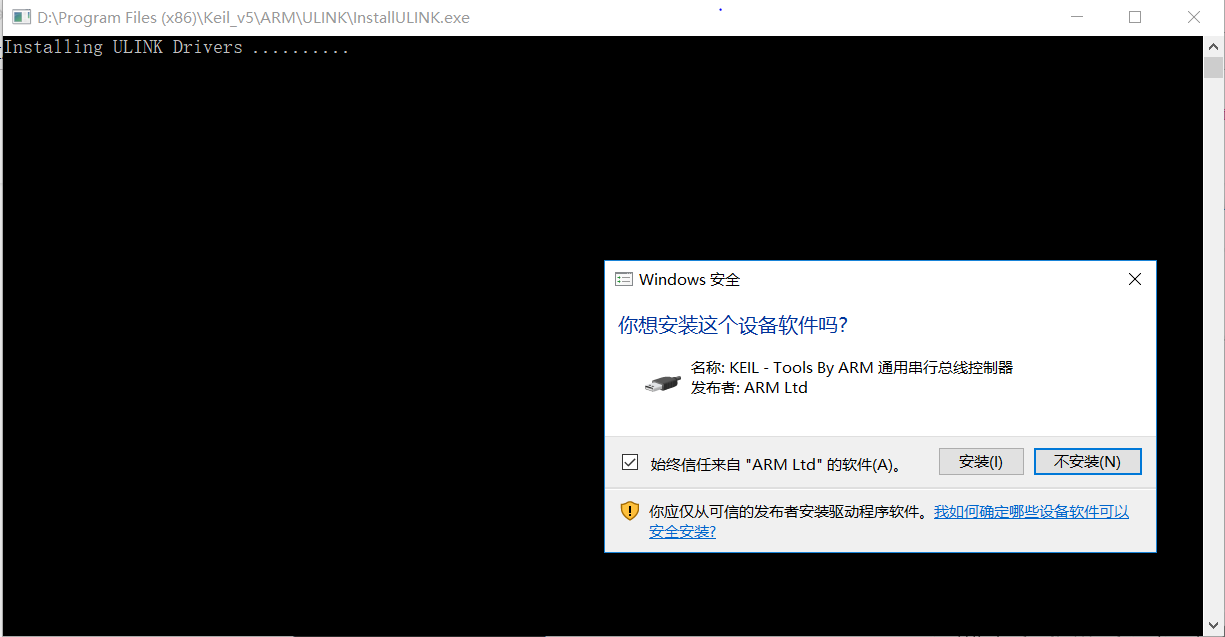 D:\Program Files (x86)\Keil_v5\ARM\ULINK\InstallULINK.exe
Installing ULINK Drivers ..........
Windows 安全
你想安装这个设备软件吗?
名称: KEIL - Tools By ARM 通用串行总线控制器
发布者: ARM Ltd
始终信任来自 "ARM Ltd" 的软件(A)。
安装(I)
不安装(N)
你应仅从可信的发布者安装驱动程序软件。我如何确定哪些设备软件可以
安全安装?